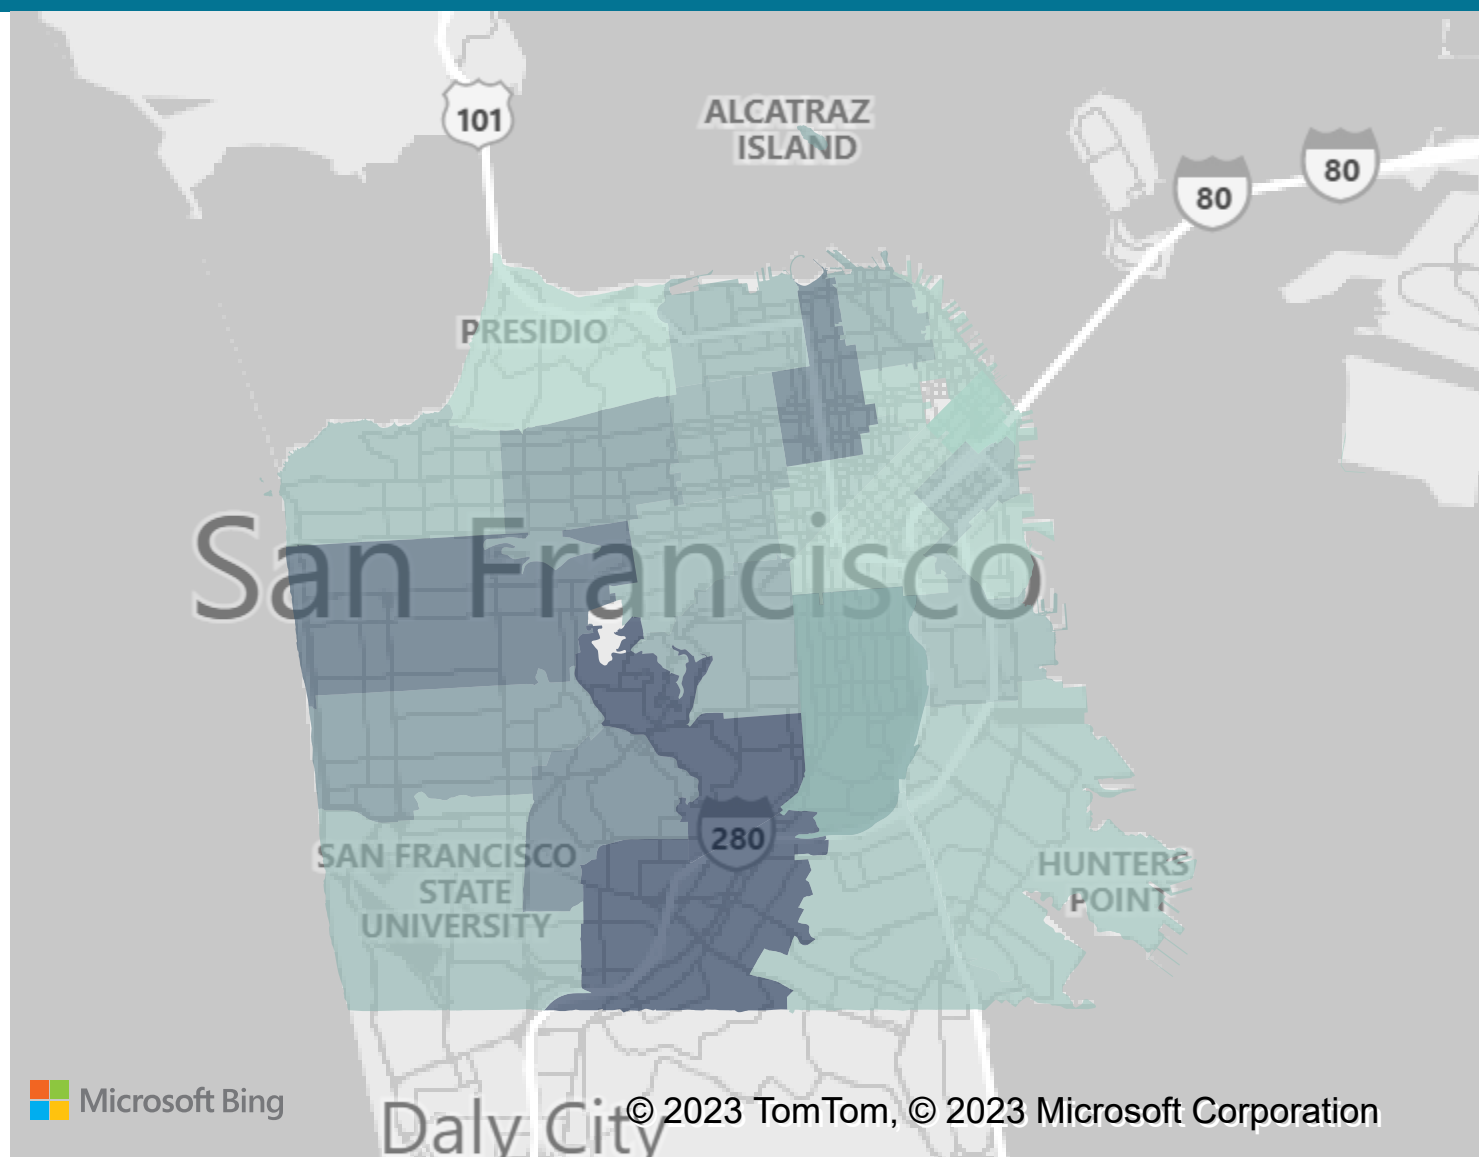 101
ALCATRAZ
ISLAND
80
80
PRESIDIO
San Francisco
280
SAN FRANCISCO
STATE
UNIVERSITY
HUNTERS
POINT
Microsoft Bing
Daly City
© 2023 TomTom, © 2023 Microsoft Corporation